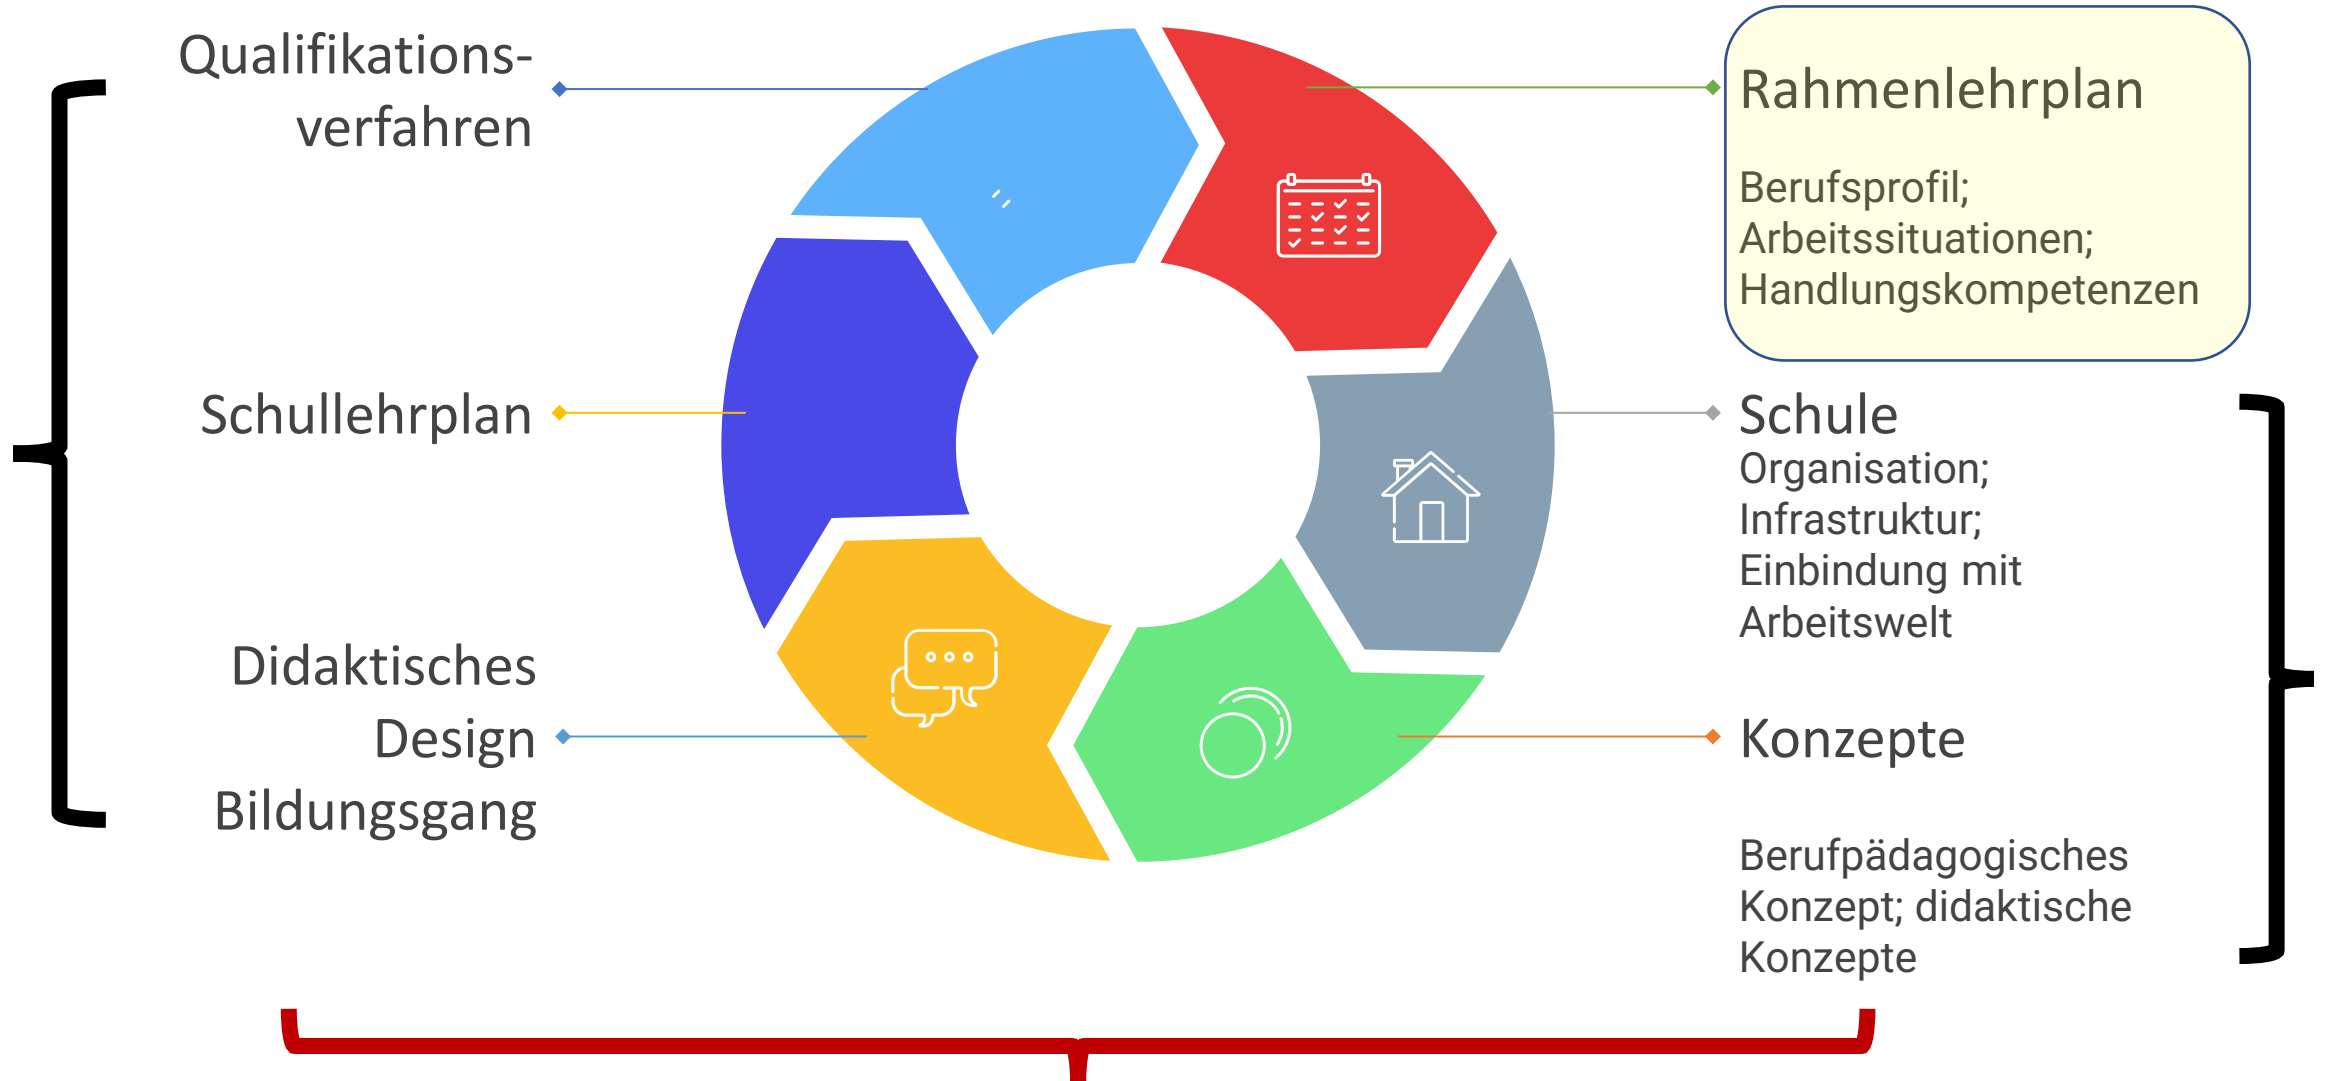 Qualifikations-
verfahren
Schullehrplan
Didaktisches
Design
Bildungsgang
Rahmenlehrplan
Berufsprofil;
Arbeitssituationen;
Handlungskompetenzen
Schule
Organisation;
Infrastruktur;
Einbindung mit
Arbeitswelt
Konzepte
Berufpädagogisches
Konzept; didaktische
Konzepte